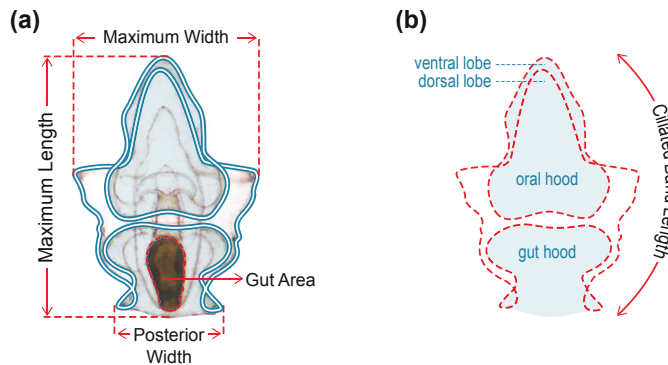 (a)
Maximum Width
Maximum Length
Gut Area
Posterior
Width
(b)
ventral lobe
dorsal lobe
oral hood
gut hood
Ciliated Band Length